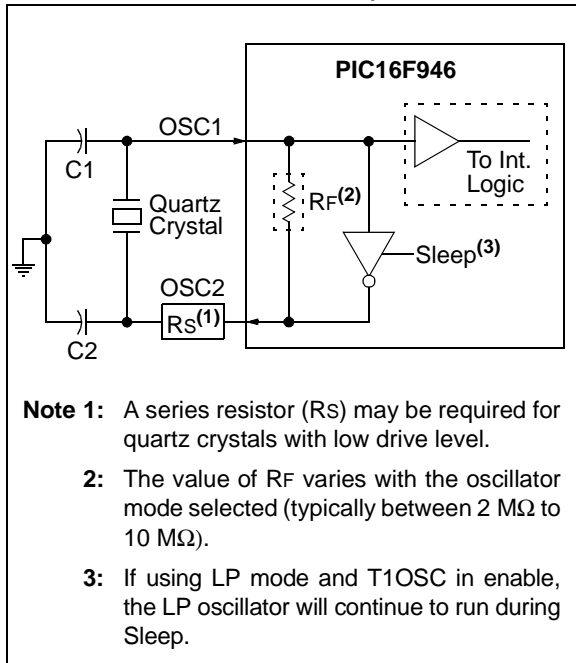 PIC16F946
OSC1
C1
To Int.
Logic
RF(2)
Quartz
Crystal
Sleep(3)
OSC2
RS(1)
C2
Note 1: A series resistor (RS) may be required for
quartz crystals with low drive level.
2: The value of RF varies with the oscillator
mode selected (typically between 2 MΩ to
10 MΩ).
3: If using LP mode and T1OSC in enable,
the LP oscillator will continue to run during
Sleep.